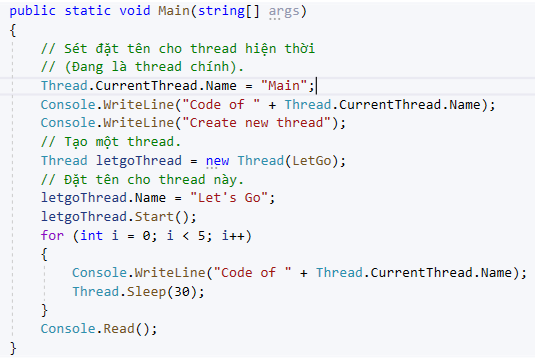 public static void Main(string[] args)
{
// Sét đặt tên cho thread hiện thời
// (Đang là thread chính).
Thread.CurrentThread.Name = "Main";
Console.WriteLine("Code of " + Thread.CurrentThread.Name);
Console.WriteLine("Create new thread");
// Tạo một thread.
Thread letgoThread = new Thread(LetGo);
// Đặt tên cho thread này.
letgoThread.Name = "Let's Go";
letgoThread.Start();
for (int i = 0; i < 5; i++)
{
Console.WriteLine("Code of " + Thread.CurrentThread.Name);
Thread.Sleep(30);
}
Console.Read();
}